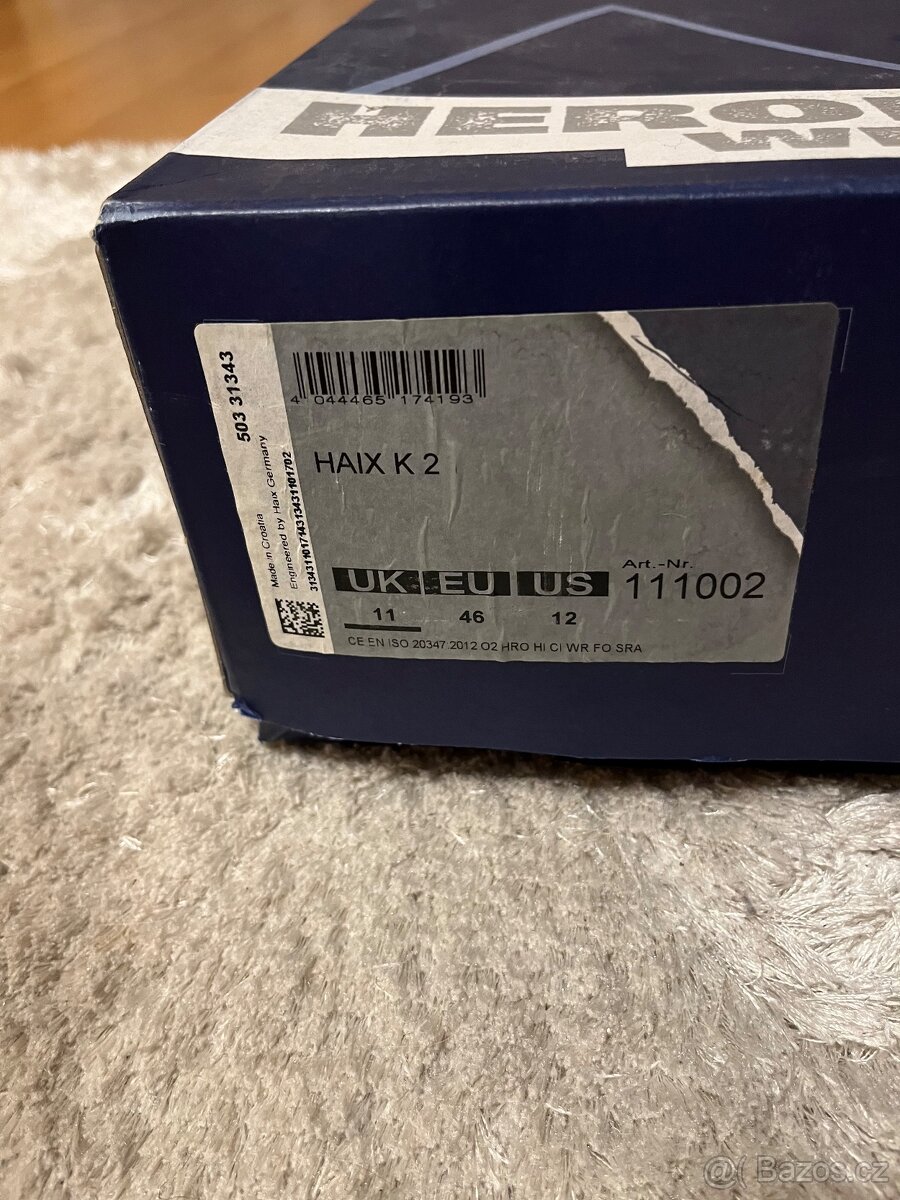 503 31343
Made in Croatia
Engineered by Haix Germany
4 044465 174193
HAIX K 2
UK EU US
11 46 12
Art.-Nr.
111002
CE EN ISO 20347:2012 O2 HRO HI CI WR FO SRA
@( Bazos.cz